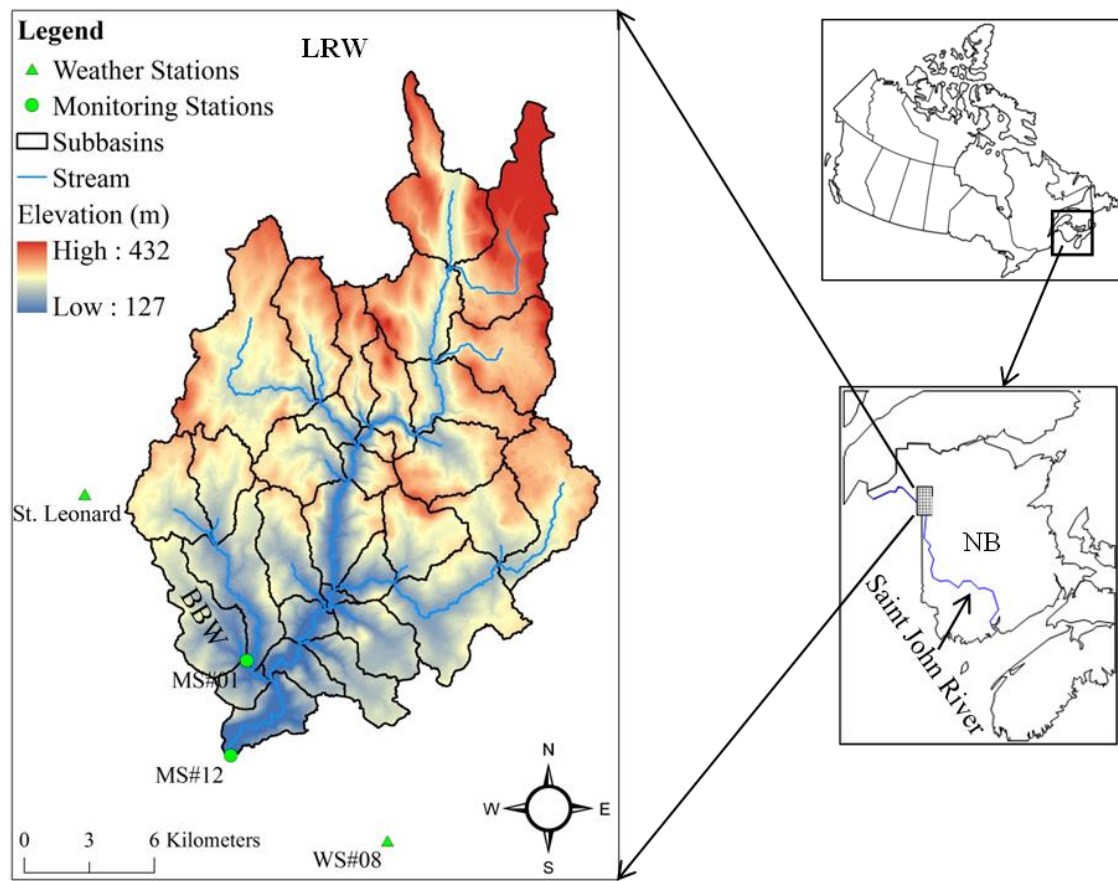 Legend
LRW
Weather Stations
Monitoring Stations
Subbasins
Stream
Elevation (m)
High : 432
Low : 127
St. Leonard
BBW
MS#01
MS#12
WS#08
0 3 6 Kilometers
N
W E
S
NB
Saint John River